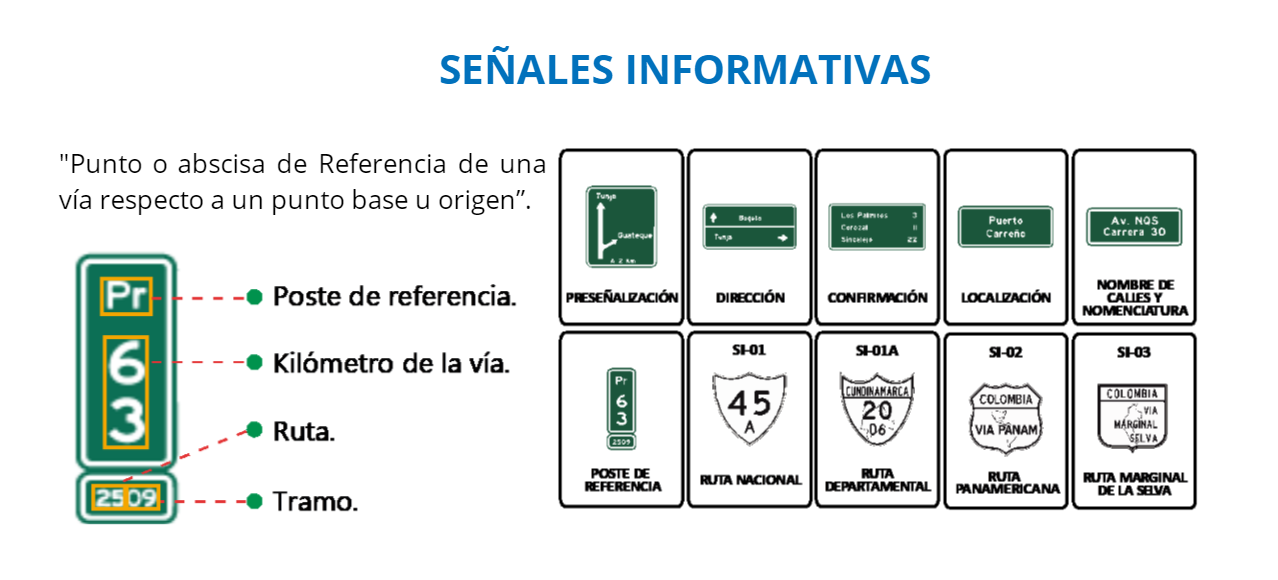 SEÑALES INFORMATIVAS
"Punto o abscisa de Referencia de una
vía respecto a un punto base u origen”.
Pr
6
3
2509
Poste de referencia.
Kilómetro de la vía.
Ruta.
Tramo.
Tunja
Guateque
A 2 Km
PRESEÑALIZACIÓN
Bogota
Tunja
DIRECCIÓN
Los Palmitos 3
Corozal 11
Sincelejo 22
CONFIRMACIÓN
Puerto
Carreño
LOCALIZACIÓN
Av. NQS
Carrera 30
NOMBRE DE
CALLES Y
NOMENCIATURA
Pr
6
3
2509
POSTE DE
REFERENCIA
SI-01
45
A
RUTA NACIONAL
SI-01A
CUNDINAMARCA
20
06
RUTA
DEPARTAMENTAL
SI-02
COLOMBIA
VIA PANAM
RUTA
PANAMERICANA
SI-03
COLOMBIA
VIA
MARGINAL
SELVA
RUTA MARGINAL
DE LA SELVA